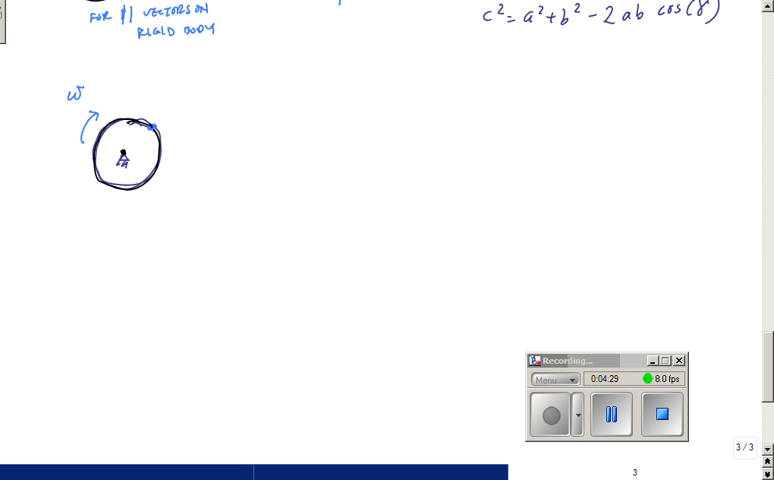 FOR || VECTORS ON
RIGID BODY
c² = a² + b² - 2 ab cos(γ)
ω
Recording...
Menu
0:04:29
8.0 fps
3 / 3
3